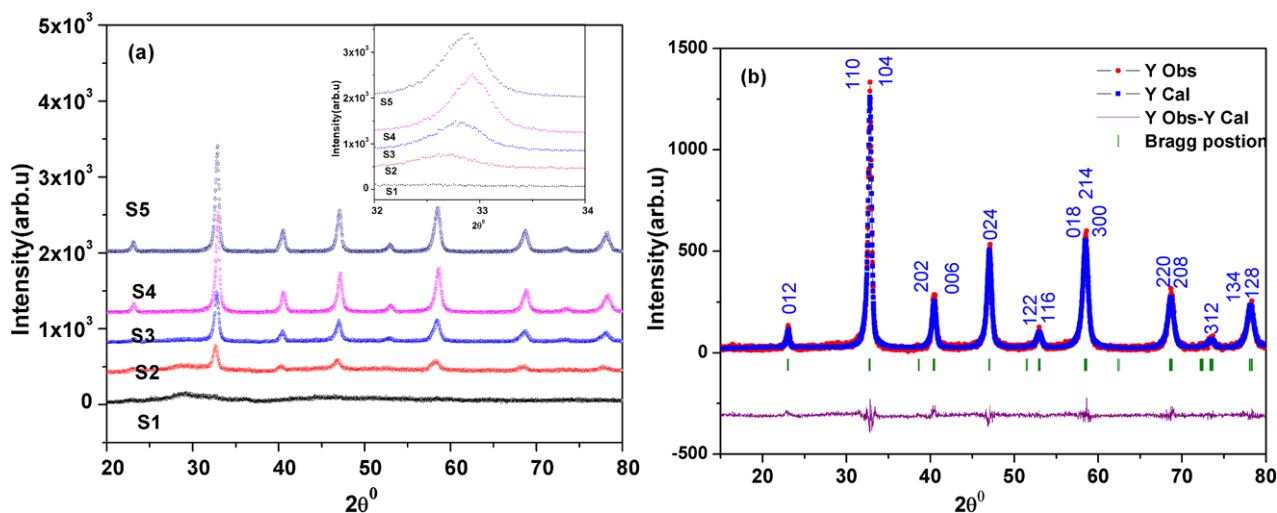 (a)
Intensity(arb.u)
5x10³
4x10³
3x10³
2x10³
1x10³
0
S5
S4
S3
S2
S1
20 30 40 50 60 70 80
2θ⁰
Intensity(arb.u)
3x10³
2x10³
1x10³
0
S5
S4
S3
S2
S1
32 33 34
2θ⁰
(b)
Intensity(arb.u)
1500
1000
500
0
-500
Y Obs
Y Cal
Y Obs-Y Cal
Bragg postion
012
110
104
202
006
024
122
116
018
214
300
220
208
312
134
128
20 30 40 50 60 70 80
2θ⁰